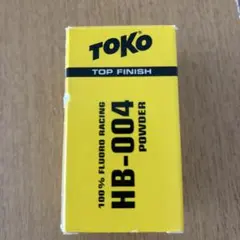 TOKO
TOP FINISH
100% FLUORO RACING
HB-004
POWDER